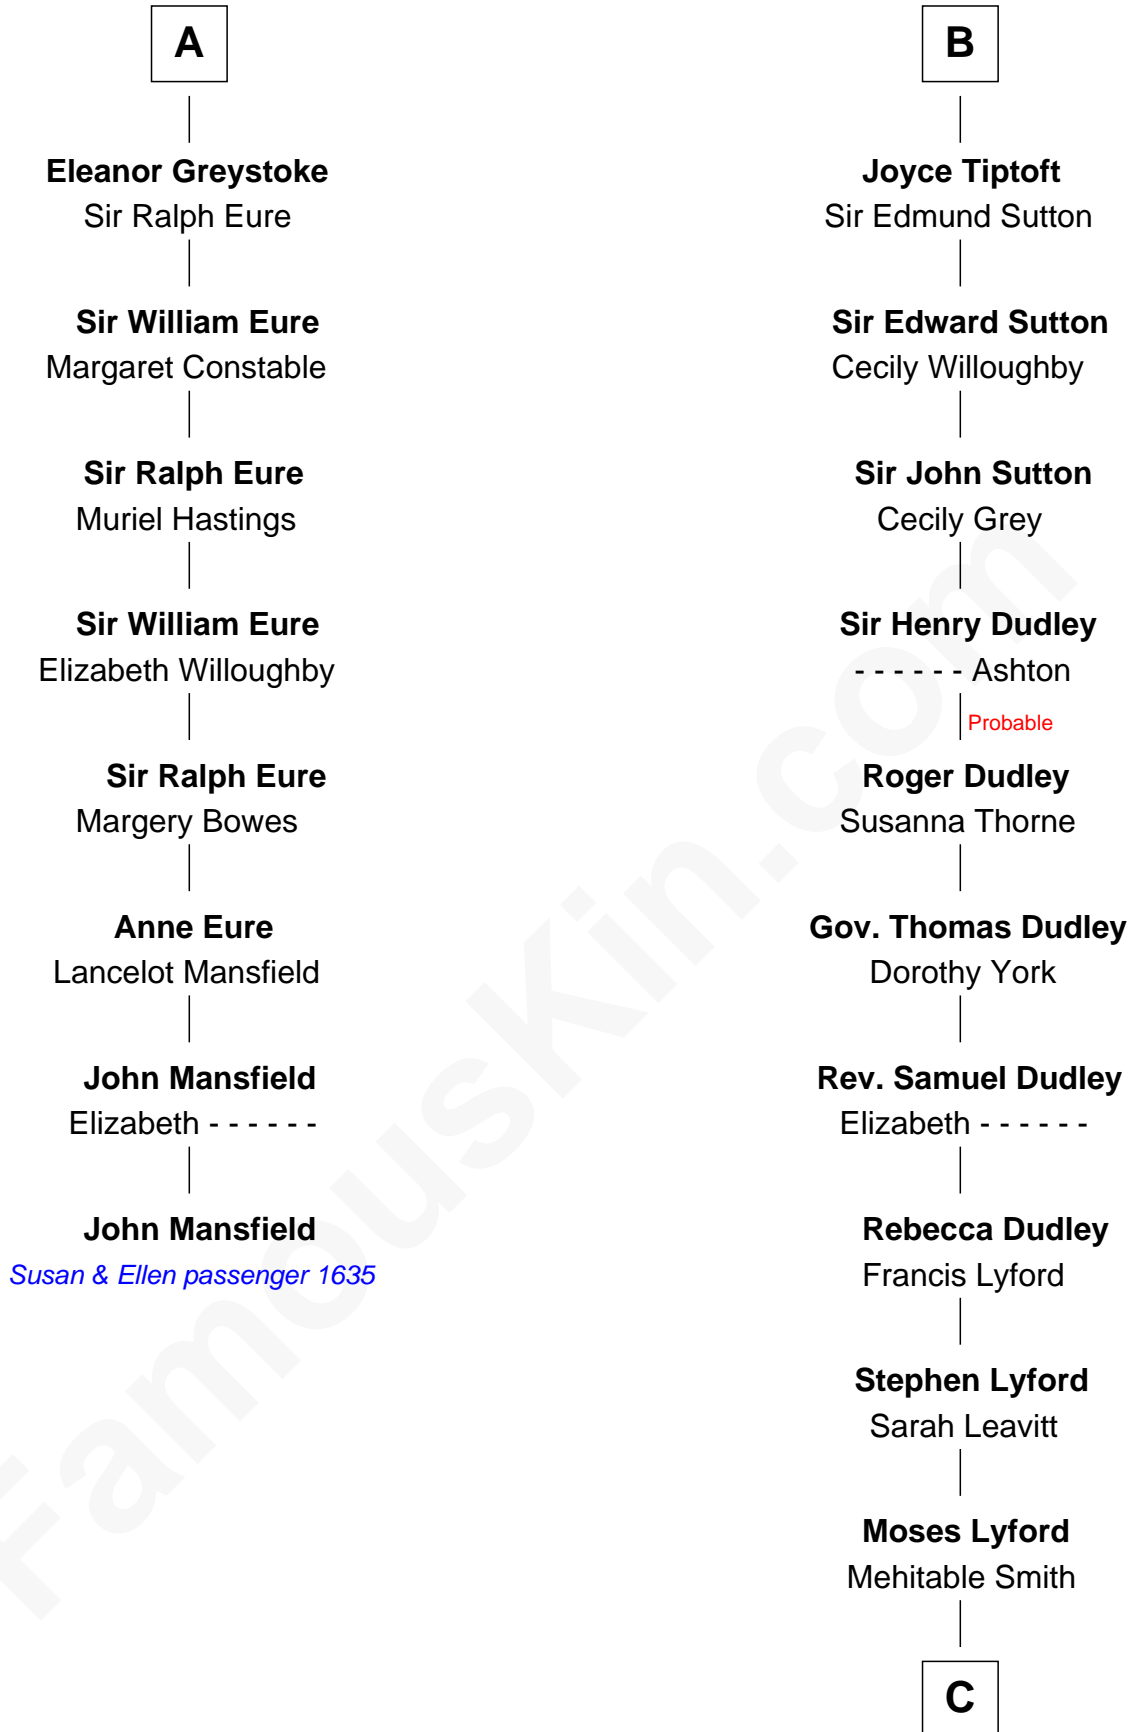 A
Eleanor Greystoke
Sir Ralph Eure
Sir William Eure
Margaret Constable
Sir Ralph Eure
Muriel Hastings
Sir William Eure
Elizabeth Willoughby
Sir Ralph Eure
Margery Bowes
Anne Eure
Lancelot Mansfield
John Mansfield
Elizabeth - - - - - -
John Mansfield
Susan & Ellen passenger 1635
B
Joyce Tiptoft
Sir Edmund Sutton
Sir Edward Sutton
Cecily Willoughby
Sir John Sutton
Cecily Grey
Sir Henry Dudley
- - - - - - Ashton
Probable
Roger Dudley
Susanna Thorne
Gov. Thomas Dudley
Dorothy York
Rev. Samuel Dudley
Elizabeth - - - - - -
Rebecca Dudley
Francis Lyford
Stephen Lyford
Sarah Leavitt
Moses Lyford
Mehitable Smith
C
FamousKin.com